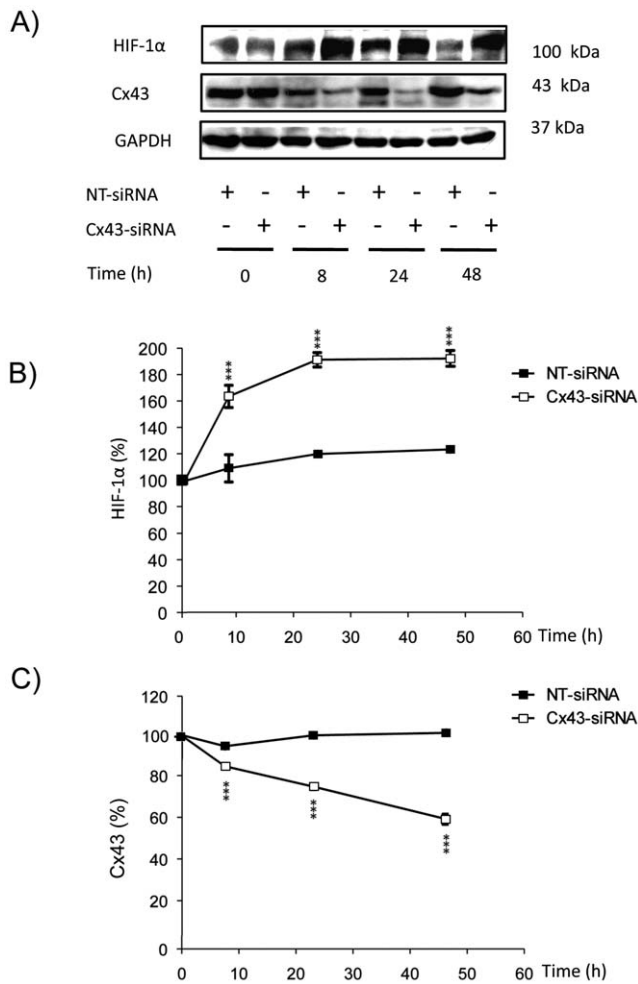 A)
HIF-1α 100 kDa
Cx43 43 kDa
GAPDH 37 kDa
NT-siRNA + - + - + - + -
Cx43-siRNA - + - + - + - +
Time (h) 0 8 24 48
B)
HIF-1α (%)
200
180
160
140
120
100
80
60
40
20
0
*** *** ***
NT-siRNA
Cx43-siRNA
0 10 20 30 40 50 60 Time (h)
C)
Cx43 (%)
120
100
80
60
40
20
0
*** *** ***
NT-siRNA
Cx43-siRNA
0 10 20 30 40 50 60 Time (h)